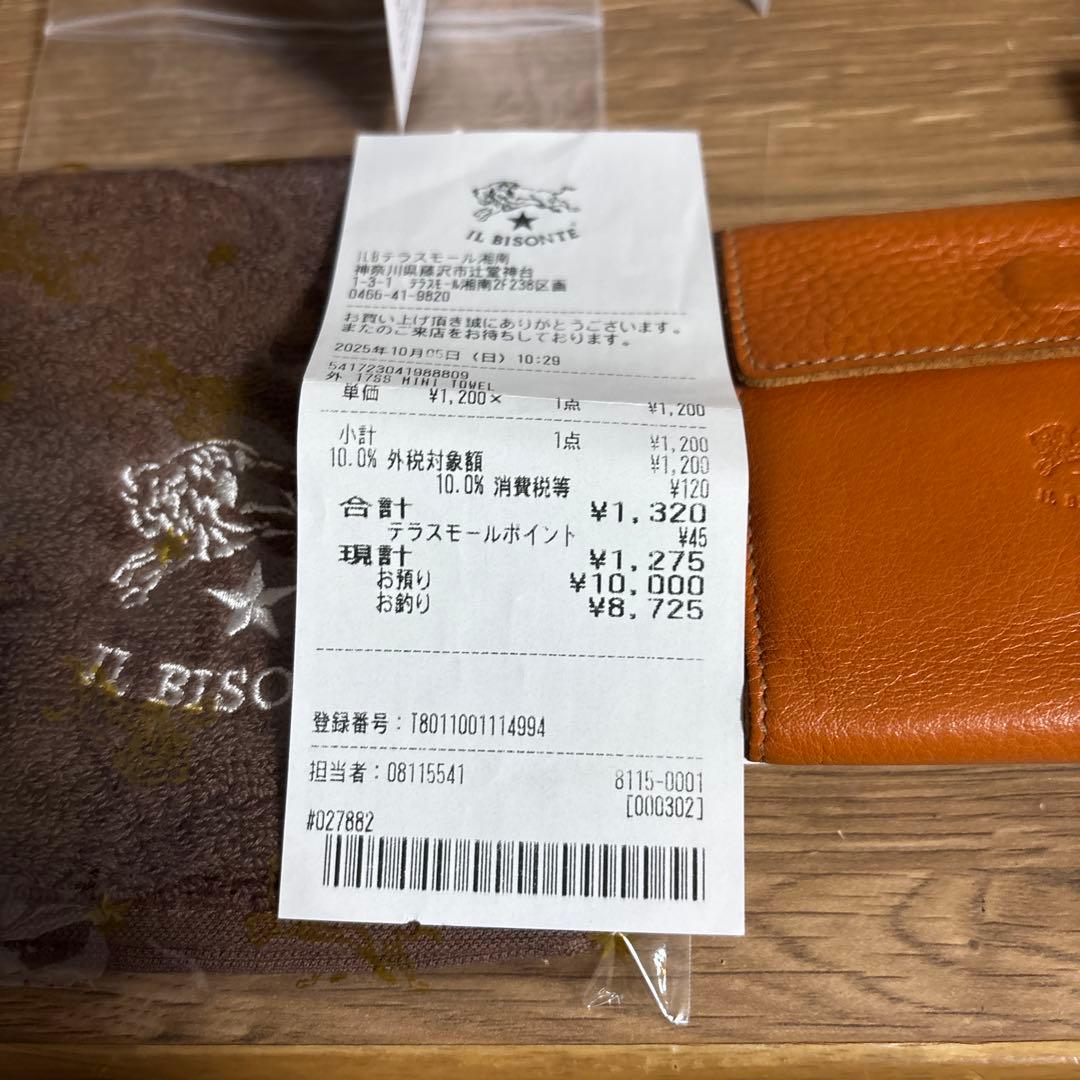 IL BISONTE
ILBテラスモール湘南
神奈川県藤沢市辻堂神台
1-3-1 テラスモール湘南2F238区画
0466-41-9820
お買い上げ頂き誠にありがとうございます。
またのご来店をお待ちしております。
2025年10月05日（日）10:29
541723041988809
外 17SS MINI TOWEL
単価 ¥1,200× 1点 ¥1,200
小計 1点 ¥1,200
10.0% 外税対象額 ¥1,200
10.0% 消費税等 ¥120
合計 ¥1,320
テラスモールポイント ¥45
現計 ¥1,275
お預り ¥10,000
お釣り ¥8,725
登録番号：T8011001114994
担当者：08115541 8115-0001
[000302]
#027882
IL BISO
IL B